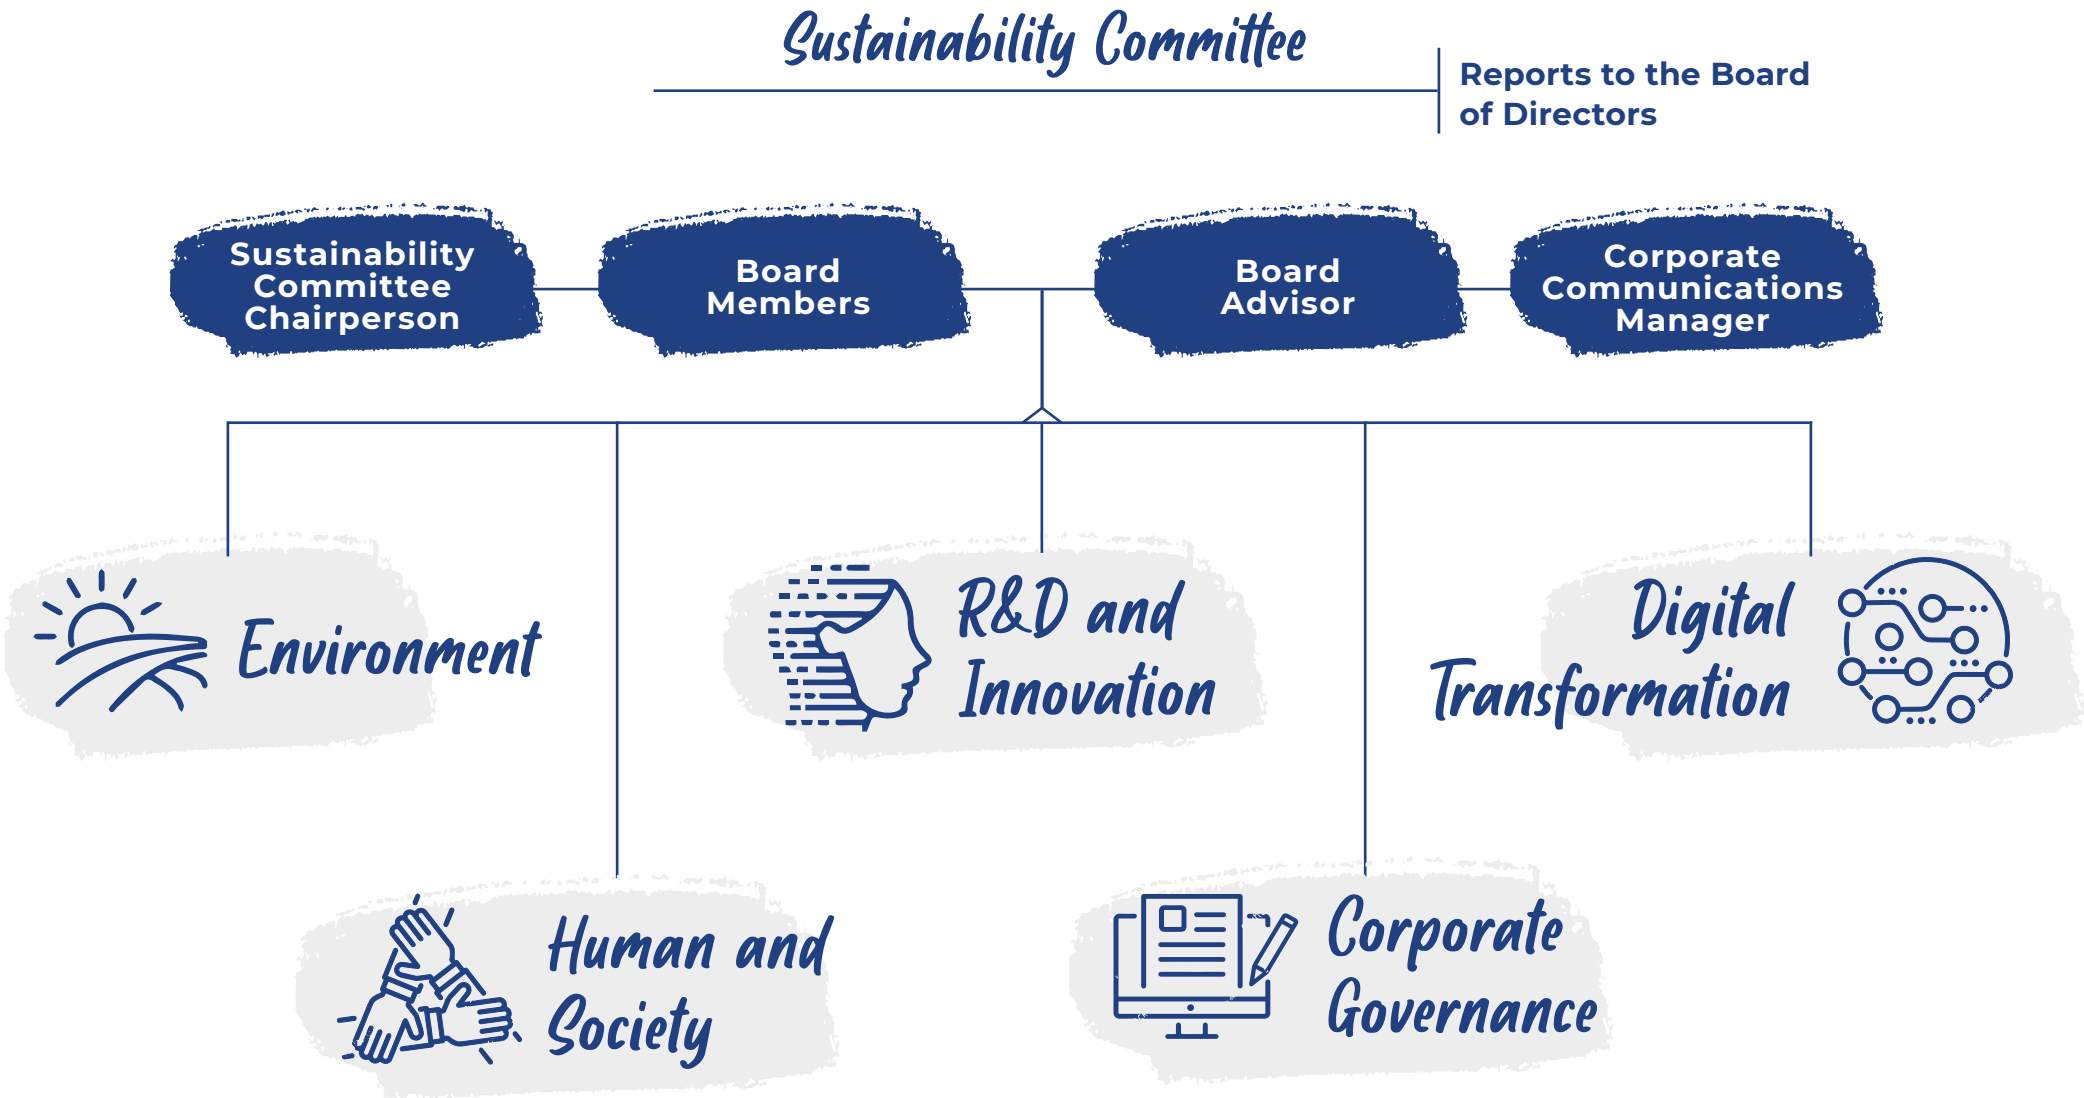 Sustainability Committee
Reports to the Board
of Directors
Sustainability
Committee
Chairperson
Board
Members
Board
Advisor
Corporate
Communications
Manager
Environment
R&D and
Innovation
Digital
Transformation
Human and
Society
Corporate
Governance